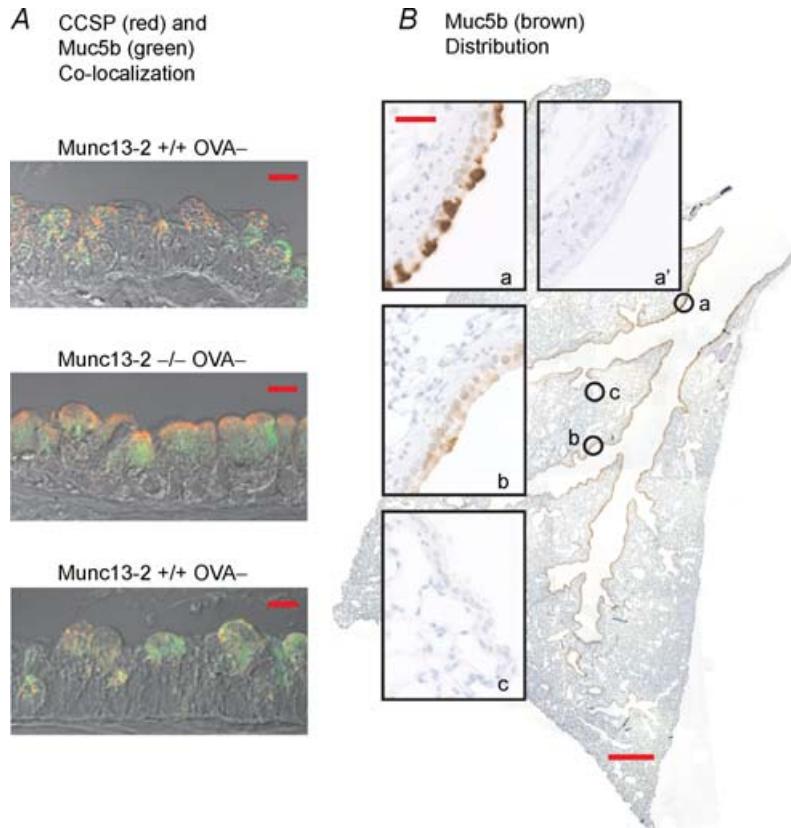 A CCSP (red) and
Muc5b (green)
Co-localization
Munc13-2 +/+ OVA–
Munc13-2 –/– OVA–
Munc13-2 +/+ OVA–
B Muc5b (brown)
Distribution
a
a'
b
c
a
c
b